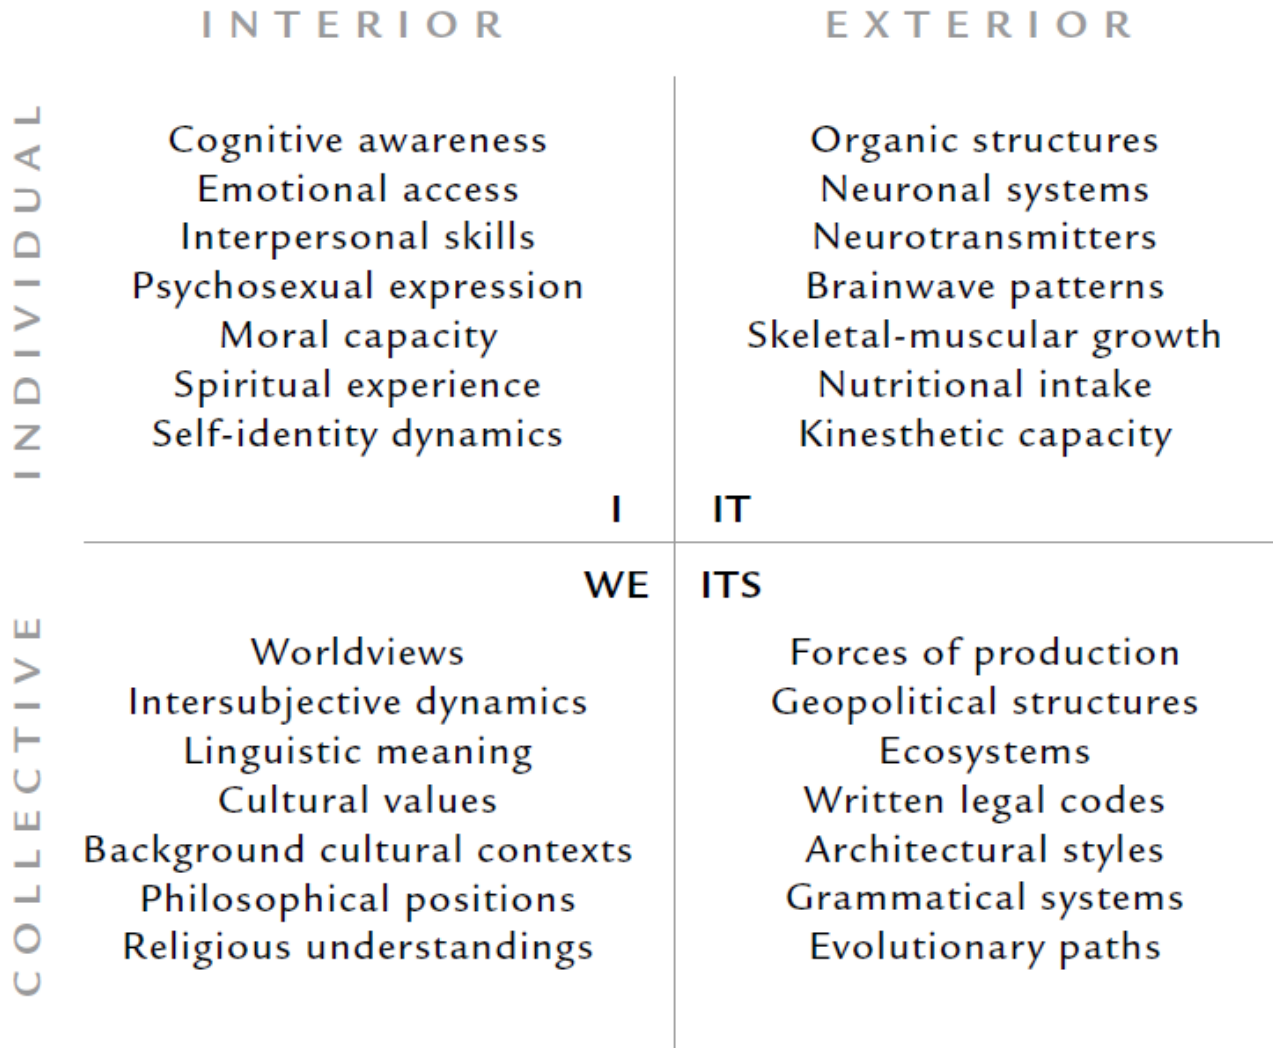 INTERIOR
EXTERIOR
INDIVIDUAL
Cognitive awareness
Emotional access
Interpersonal skills
Psychosexual expression
Moral capacity
Spiritual experience
Self-identity dynamics
I
Organic structures
Neuronal systems
Neurotransmitters
Brainwave patterns
Skeletal-muscular growth
Nutritional intake
Kinesthetic capacity
IT
COLLECTIVE
WE
Worldviews
Intersubjective dynamics
Linguistic meaning
Cultural values
Background cultural contexts
Philosophical positions
Religious understandings
ITS
Forces of production
Geopolitical structures
Ecosystems
Written legal codes
Architectural styles
Grammatical systems
Evolutionary paths